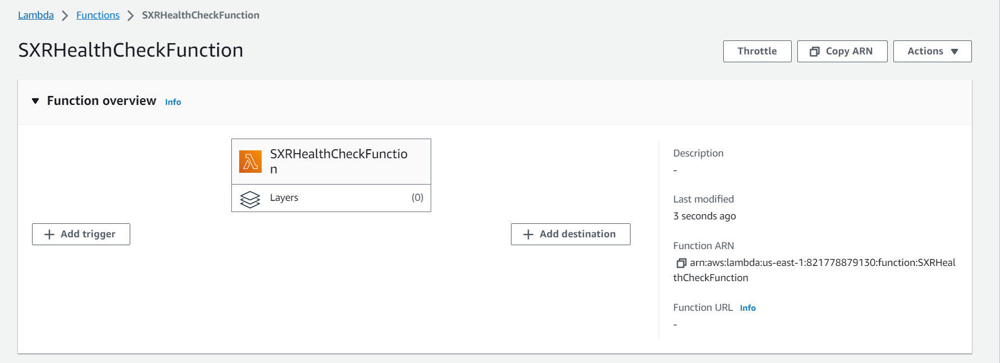 Lambda > Functions > SXRHealthCheckFunction
SXRHealthCheckFunction
Throttle
Copy ARN
Actions
Function overview Info
SXRHealthCheckFunctio
n
Layers (0)
Add trigger
Add destination
Description
-
Last modified
3 seconds ago
Function ARN
arn:aws:lambda:us-east-1:821778879130:function:SXRHeal
thCheckFunction
Function URL Info
-